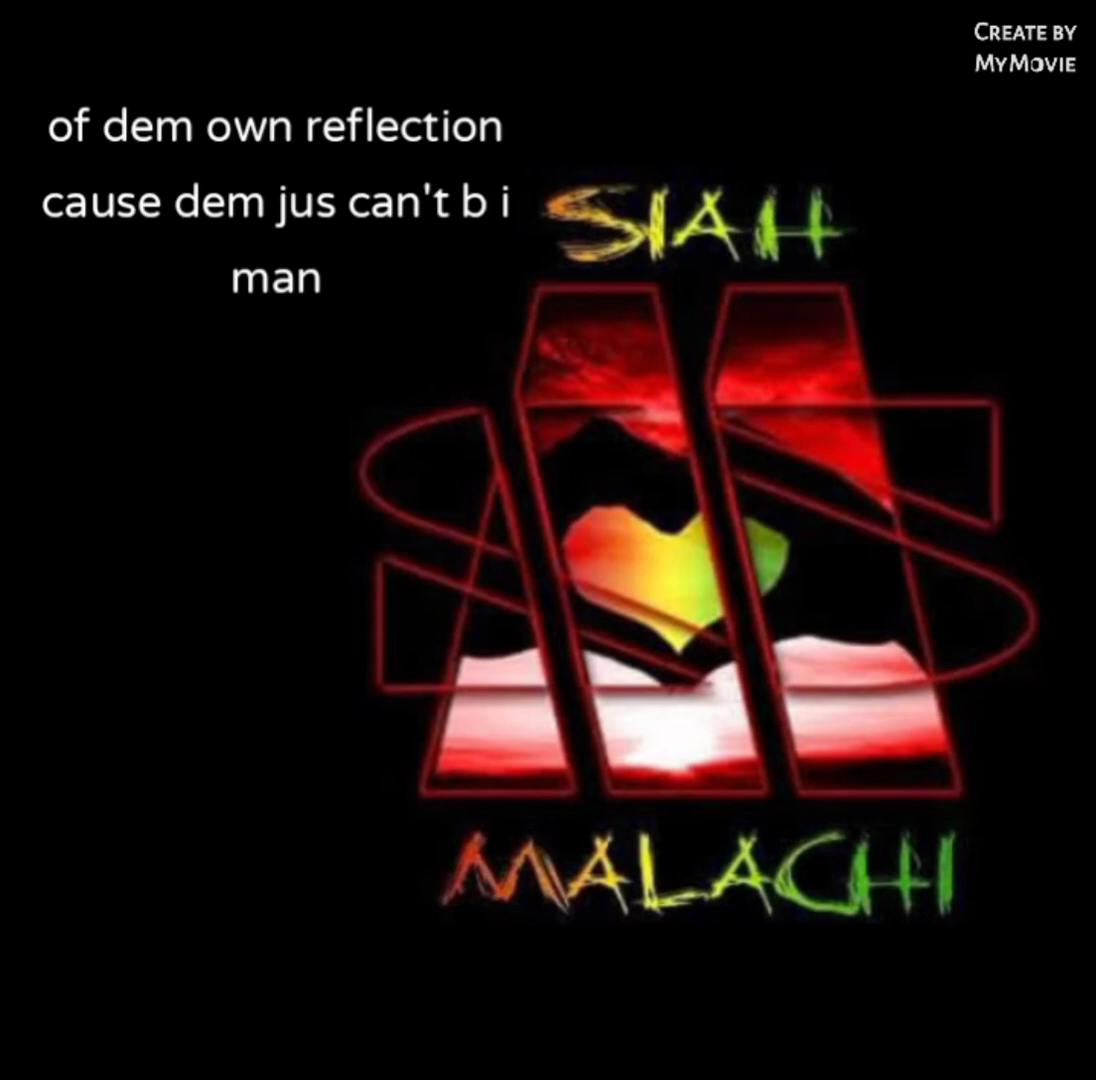 CREATE BY
MYMOVIE
of dem own reflection
cause dem jus can't b i
man
SIAH
MALACHI